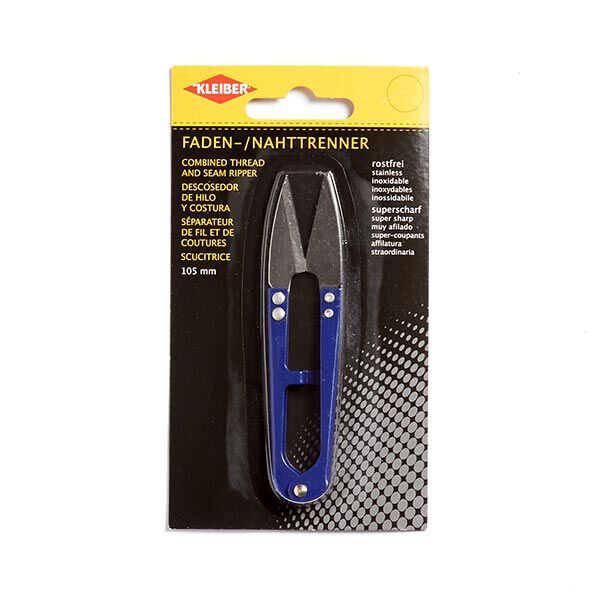 KLEIBER
FADEN-/NAHTTRENNER
COMBINED THREAD
AND SEAM RIPPER
DESCOSEDOR
DE HILO
Y COSTURA
SÉPARATEUR
DE FIL ET DE
COUTURES
SCUCITRICE
105 mm
rostfrei
stainless
inoxidable
inoxydables
inossidabile
superscharf
super sharp
muy afilado
super-coupants
affilatura
straordinaria